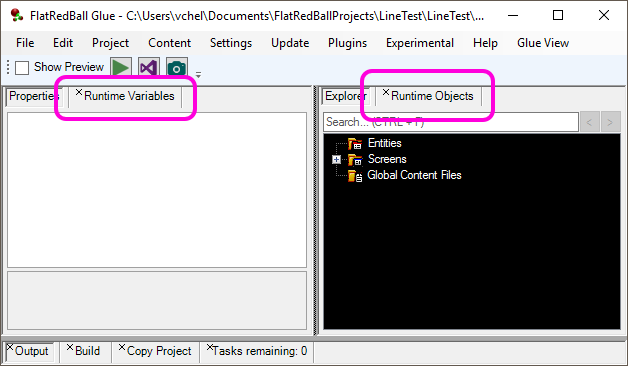 FlatRedBall Glue - C:\Users\vchel\Documents\FlatRedBallProjects\LineTest\LineTest\LineTest\...
File Edit Project Content Settings Update Plugins Experimental Help Glue View
Show Preview
Properties Runtime Variables Explorer Runtime Objects
Search... (CTRL + F) < >
Entities
Screens
Global Content Files
Output Build Copy Project Tasks remaining: 0